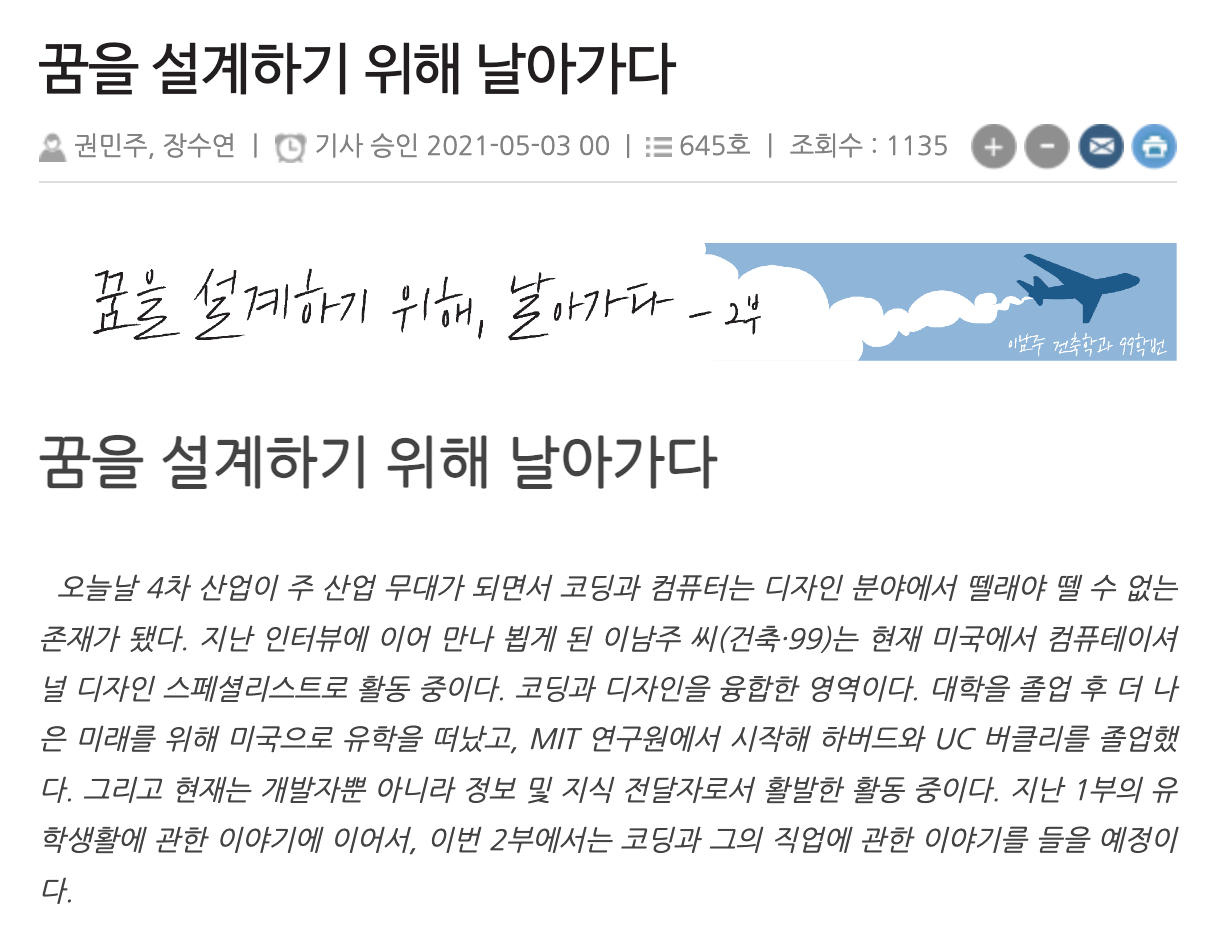 꿈을 설계하기 위해 날아가다
권민주, 장수연 | 기사 승인 2021-05-03 00 | 645호 | 조회수 : 1135
꿈을 설계하기 위해, 날아가다 - 2부
이남주 건축학과 99학번
꿈을 설계하기 위해 날아가다
오늘날 4차 산업이 주 산업 무대가 되면서 코딩과 컴퓨터는 디자인 분야에서 뗄래야 뗄 수 없는
존재가 됐다. 지난 인터뷰에 이어 만나 뵙게 된 이남주 씨(건축·99)는 현재 미국에서 컴퓨테이셔
널 디자인 스페셜리스트로 활동 중이다. 코딩과 디자인을 융합한 영역이다. 대학을 졸업 후 더 나
은 미래를 위해 미국으로 유학을 떠났고, MIT 연구원에서 시작해 하버드와 UC 버클리를 졸업했
다. 그리고 현재는 개발자뿐 아니라 정보 및 지식 전달자로서 활발한 활동 중이다. 지난 1부의 유
학생활에 관한 이야기에 이어서, 이번 2부에서는 코딩과 그의 직업에 관한 이야기를 들을 예정이
다.